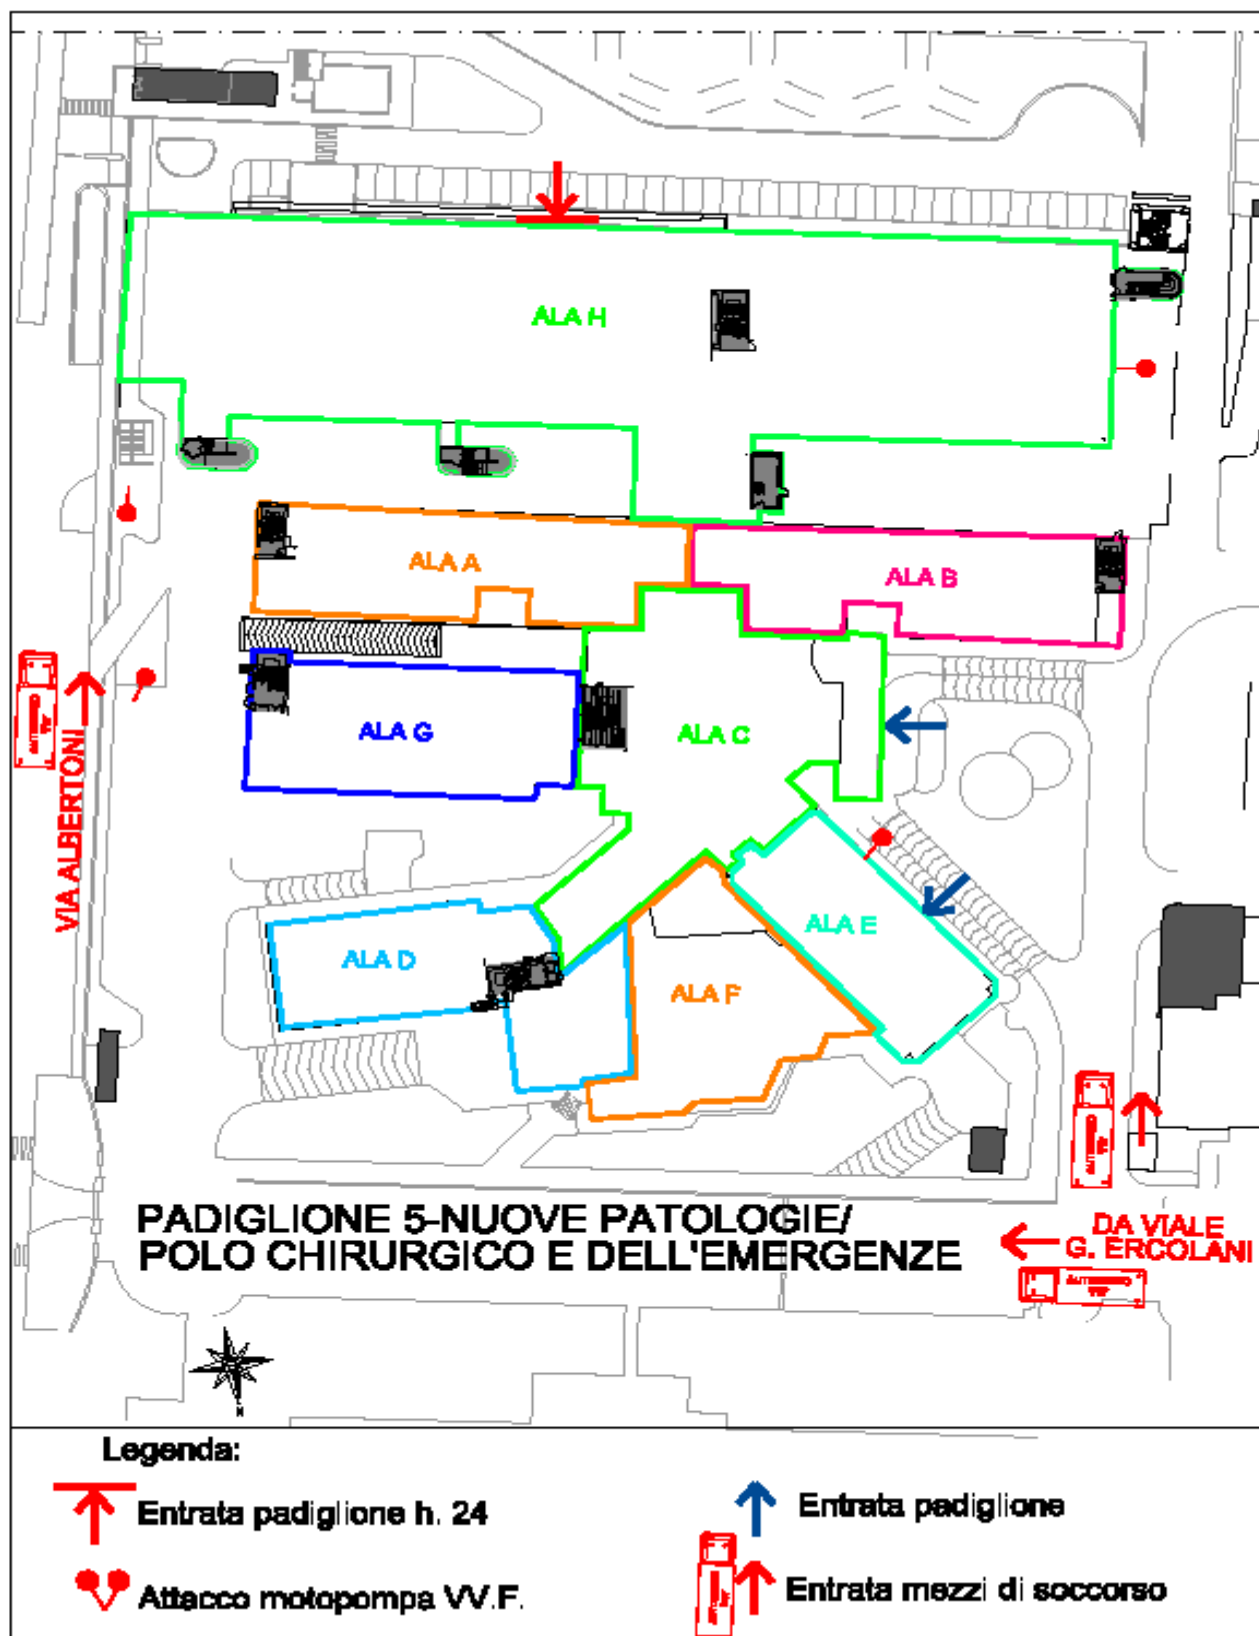 ALA H
ALA A
ALA B
ALA G
ALA C
VIA ALBERTONI
ALA D
ALA E
ALA F
PADIGLIONE 5-NUOVE PATOLOGIE/
POLO CHIRURGICO E DELL'EMERGENZE
DA VIALE
G. ERCOLANI
N
Legenda:
Entrata padiglione h. 24
Entrata padiglione
Attacco motopompa VV.F.
Entrata mezzi di soccorso